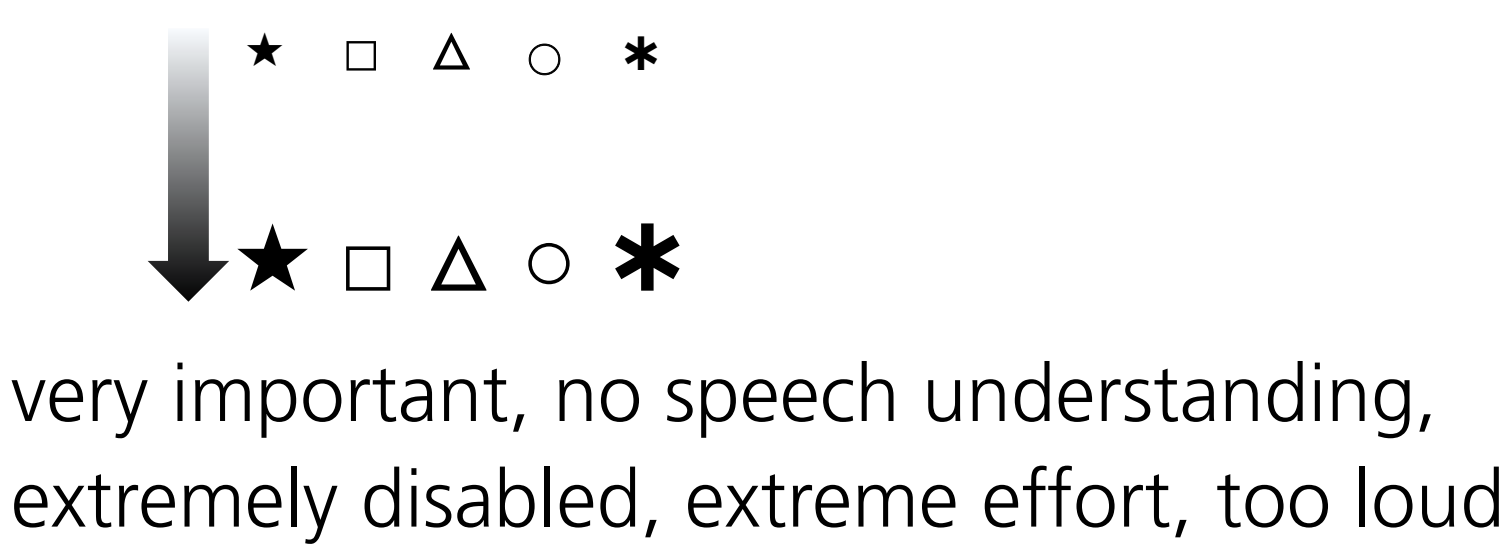 ★ □ △ ○ *
★ □ △ ○ *
very important, no speech understanding,
extremely disabled, extreme effort, too loud